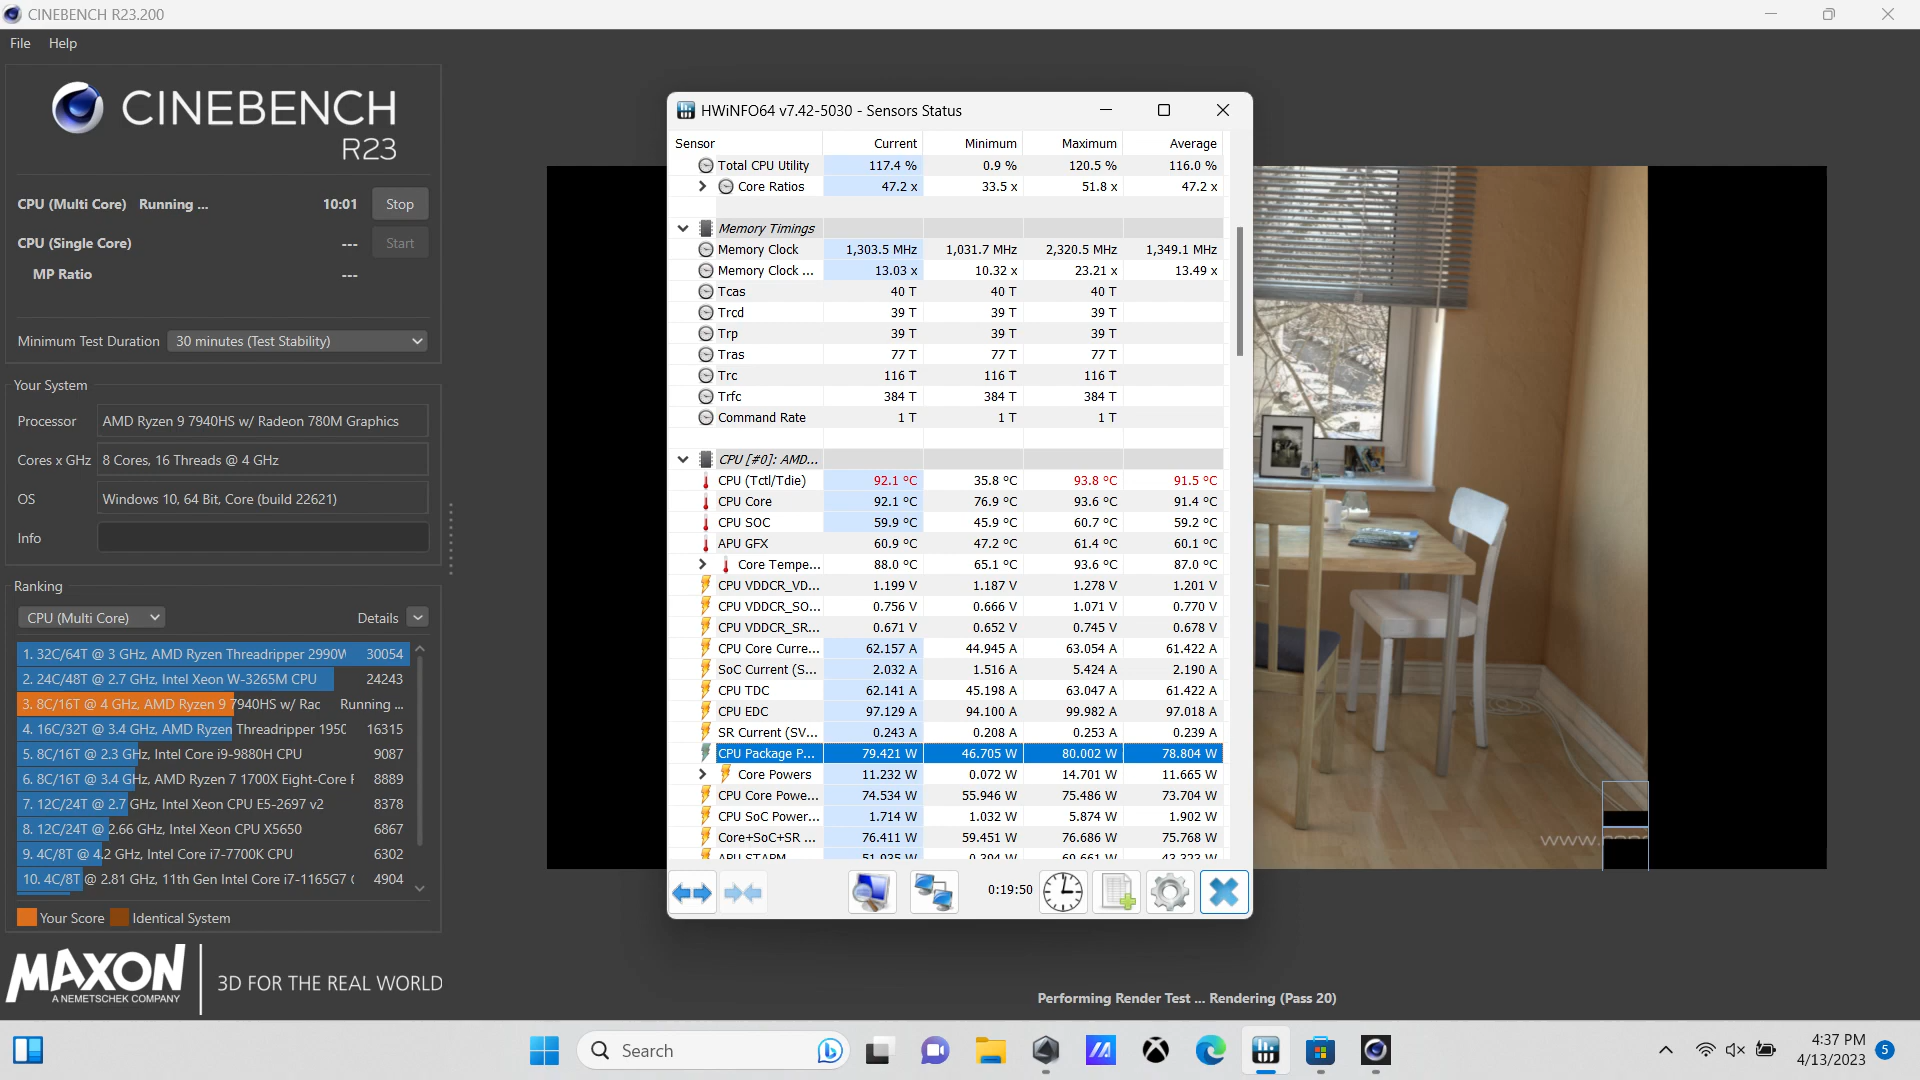 CINEBENCH R23.200
File Help
CINEBENCH
R23
CPU (Multi Core) Running ... 10:01 Stop
CPU (Single Core) --- Start
MP Ratio ---
Minimum Test Duration 30 minutes (Test Stability)
Your System
Processor AMD Ryzen 9 7940HS w/ Radeon 780M Graphics
Cores x GHz 8 Cores, 16 Threads @ 4 GHz
OS Windows 10, 64 Bit, Core (build 22621)
Info
Ranking
CPU (Multi Core) Details
1. 32C/64T @ 3 GHz, AMD Ryzen Threadripper 2990W 30054
2. 24C/48T @ 2.7 GHz, Intel Xeon W-3265M CPU 24243
3. 8C/16T @ 4 GHz, AMD Ryzen 9 7940HS w/ Rac Running ...
4. 16C/32T @ 3.4 GHz, AMD Ryzen Threadripper 1950 16315
5. 8C/16T @ 2.3 GHz, Intel Core i9-9880H CPU 9087
6. 8C/16T @ 3.4 GHz, AMD Ryzen 7 1700X Eight-Core 8889
7. 12C/24T @ 2.7 GHz, Intel Xeon CPU E5-2697 v2 8378
8. 12C/24T @ 2.66 GHz, Intel Xeon CPU X5650 6867
9. 4C/8T @ 4.2 GHz, Intel Core i7-7700K CPU 6302
10. 4C/8T @ 2.81 GHz, 11th Gen Intel Core i7-1165G7 4904
Your Score Identical System
MAXON
A NEMETSCHEK COMPANY
3D FOR THE REAL WORLD
HWiNFO64 v7.42-5030 - Sensors Status
Sensor Current Minimum Maximum Average
Total CPU Utility 117.4 % 0.9 % 120.5 % 116.0 %
Core Ratios 47.2 x 33.5 x 51.8 x 47.2 x
Memory Timings
Memory Clock 1,303.5 MHz 1,031.7 MHz 2,320.5 MHz 1,349.1 MHz
Memory Clock ... 13.03 x 10.32 x 23.21 x 13.49 x
Tcas 40 T 40 T 40 T
Trcd 39 T 39 T 39 T
Trp 39 T 39 T 39 T
Tras 77 T 77 T 77 T
Trc 116 T 116 T 116 T
Trfc 384 T 384 T 384 T
Command Rate 1 T 1 T 1 T
CPU [#0]: AMD...
CPU (Tctl/Tdie) 92.1 °C 35.8 °C 93.8 °C 91.5 °C
CPU Core 92.1 °C 76.9 °C 93.6 °C 91.4 °C
CPU SOC 59.9 °C 45.9 °C 60.7 °C 59.2 °C
APU GFX 60.9 °C 47.2 °C 61.4 °C 60.1 °C
Core Tempe... 88.0 °C 65.1 °C 93.6 °C 87.0 °C
CPU VDDCR_VD... 1.199 V 1.187 V 1.278 V 1.201 V
CPU VDDCR_SO... 0.756 V 0.666 V 1.071 V 0.770 V
CPU VDDCR_SR... 0.671 V 0.652 V 0.745 V 0.678 V
CPU Core Curre... 62.157 A 44.945 A 63.054 A 61.422 A
SoC Current (S... 2.032 A 1.516 A 5.424 A 2.190 A
CPU TDC 62.141 A 45.198 A 63.047 A 61.422 A
CPU EDC 97.129 A 94.100 A 99.982 A 97.018 A
SR Current (SV... 0.243 A 0.208 A 0.253 A 0.239 A
CPU Package P... 79.421 W 46.705 W 80.002 W 78.804 W
Core Powers 11.232 W 0.072 W 14.701 W 11.665 W
CPU Core Powe... 74.534 W 55.946 W 75.486 W 73.704 W
CPU SoC Power... 1.714 W 1.032 W 5.874 W 1.902 W
Core+SoC+SR ... 76.411 W 59.451 W 76.686 W 75.768 W
APU STAPM 51.935 W 0.394 W 69.661 W 43.323 W
0:19:50
www.
Performing Render Test ... Rendering (Pass 20)
Search
4:37 PM
4/13/2023
5